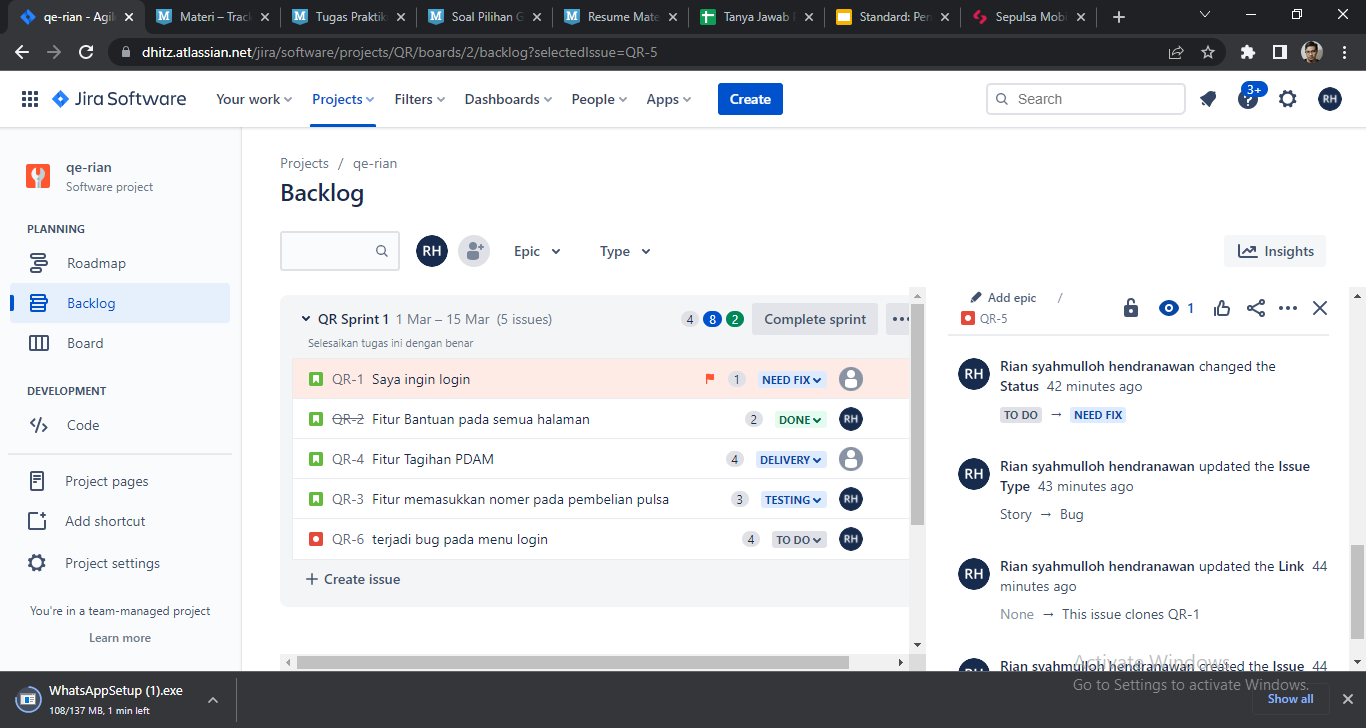 qe-rian - Agil
Materi – Track
Tugas Praktik
Soal Pilihan G
Resume Mate
Tanya Jawab
Standard: Per
Sepulsa Mobi
dhitz.atlassian.net/jira/software/projects/QR/boards/2/backlog?selectedIssue=QR-5
Jira Software
Your work
Projects
Filters
Dashboards
People
Apps
Create
Search
3+
RH
qe-rian
Software project
PLANNING
Roadmap
Backlog
Board
DEVELOPMENT
Code
Project pages
Add shortcut
Project settings
You're in a team-managed project
Learn more
Projects / qe-rian
Backlog
RH
Epic
Type
Insights
QR Sprint 1 1 Mar – 15 Mar (5 issues)
4 8 2
Complete sprint
Selesaikan tugas ini dengan benar
QR-1 Saya ingin login 1 NEED FIX
QR-2 Fitur Bantuan pada semua halaman 2 DONE RH
QR-4 Fitur Tagihan PDAM 4 DELIVERY
QR-3 Fitur memasukkan nomer pada pembelian pulsa 3 TESTING RH
QR-6 terjadi bug pada menu login 4 TO DO RH
+ Create issue
Add epic /
QR-5
1
RH
Rian syahmulloh hendranawan changed the
Status 42 minutes ago
TO DO → NEED FIX
RH
Rian syahmulloh hendranawan updated the Issue
Type 43 minutes ago
Story → Bug
RH
Rian syahmulloh hendranawan updated the Link 44
minutes ago
None → This issue clones QR-1
RH
Rian syahmulloh hendranawan created the Issue 44
Activate Windows
Go to Settings to activate Windows.
WhatsAppSetup (1).exe
108/137 MB, 1 min left
Show all